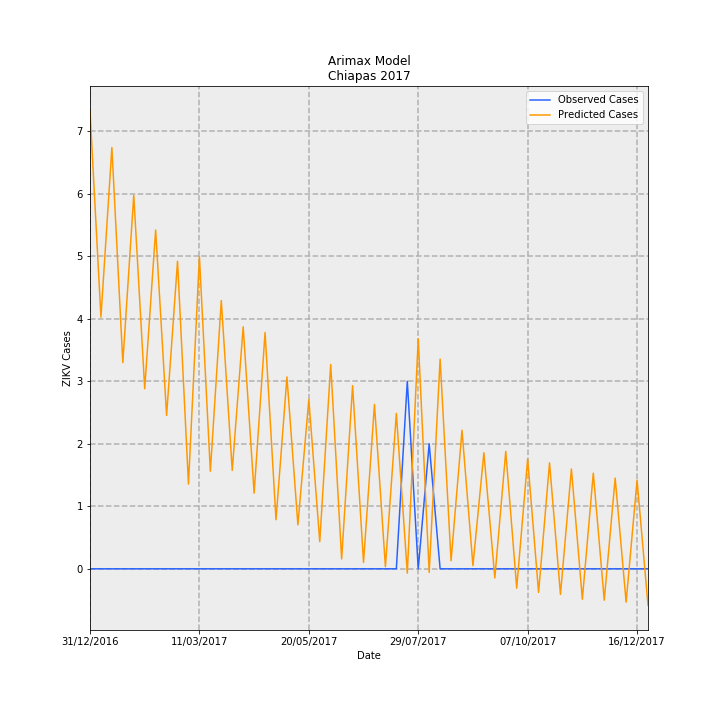 Arimax Model
Chiapas 2017
Observed Cases
Predicted Cases
ZIKV Cases
7
6
5
4
3
2
1
0
31/12/2016
11/03/2017
20/05/2017
29/07/2017
07/10/2017
16/12/2017
Date